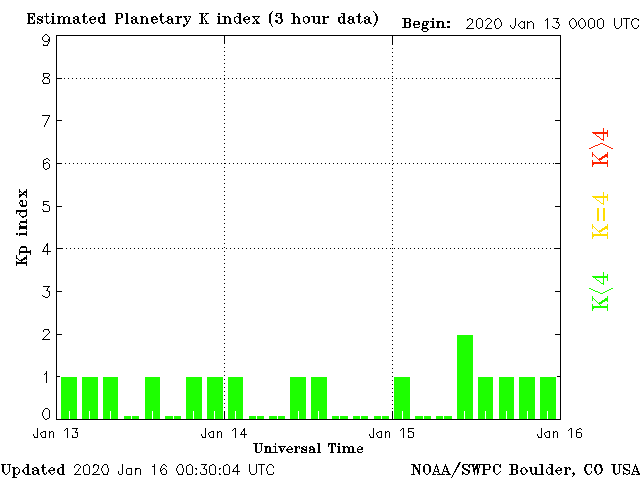 Estimated Planetary K index (3 hour data)
Begin: 2020 Jan 13 0000 UTC
9
8
7
6
5
4
3
2
1
0
Kp index
K>4
K=4
K<4
Jan 13 Jan 14 Jan 15 Jan 16
Universal Time
Updated 2020 Jan 16 00:30:04 UTC
NOAA/SWPC Boulder, CO USA